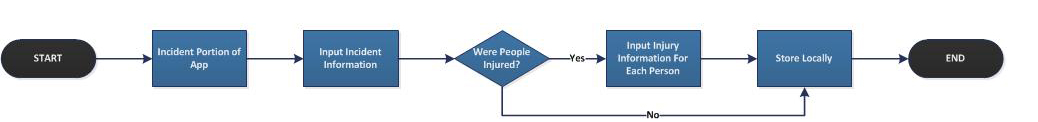 START
Incident Portion of
App
Input Incident
Information
Were People
Injured?
Yes
Input Injury
Information For
Each Person
Store Locally
END
No